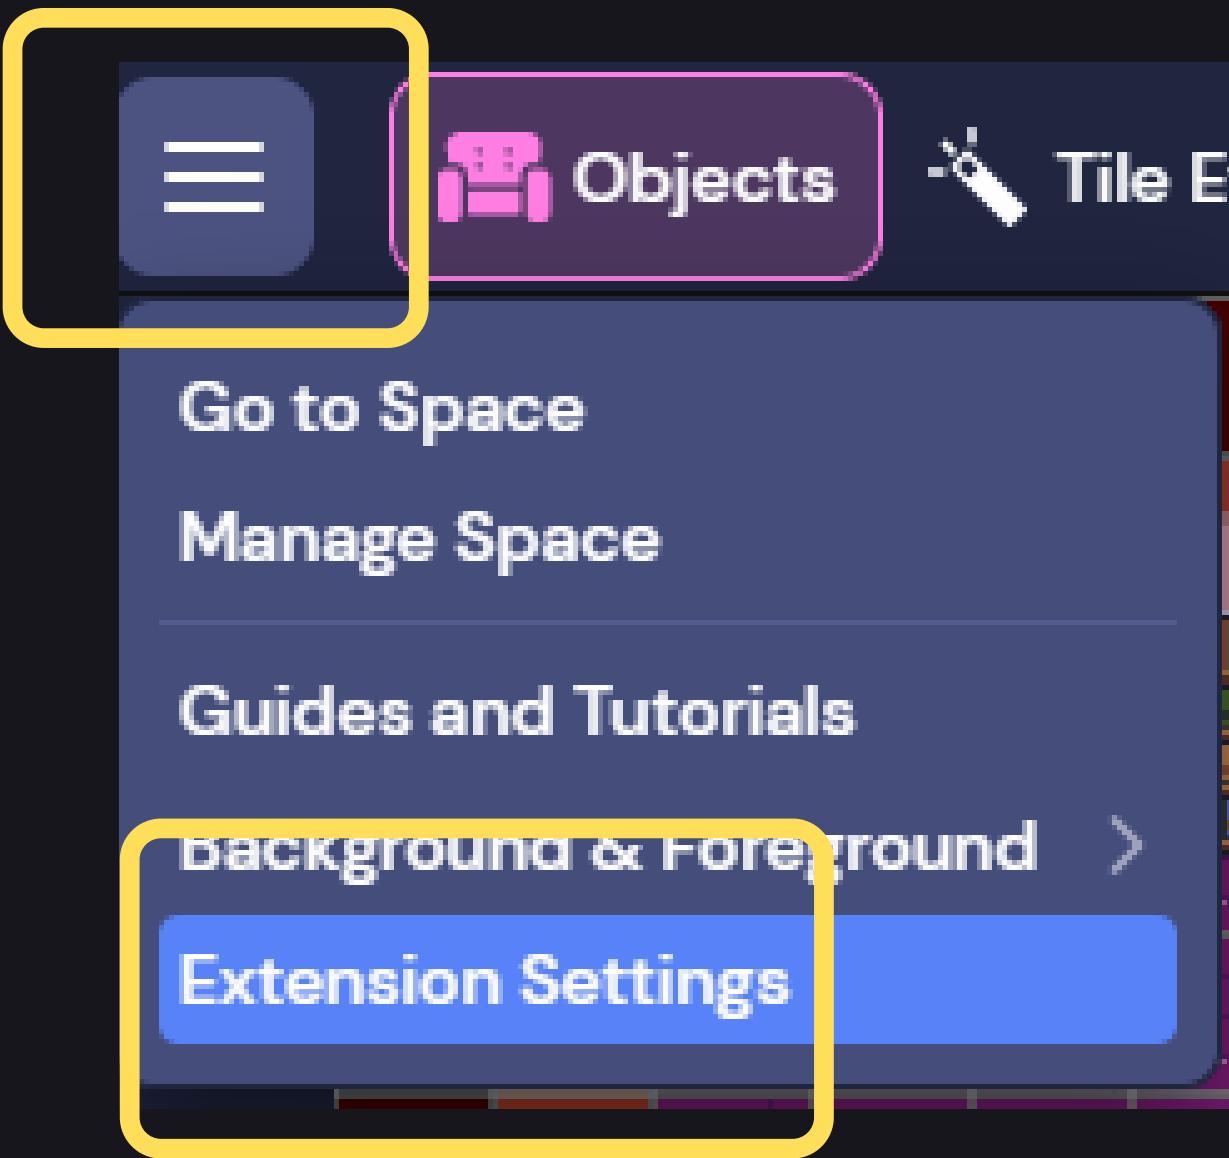 Objects
Tile
Go to Space
Manage Space
Guides and Tutorials
Background & Foreground
Extension Settings